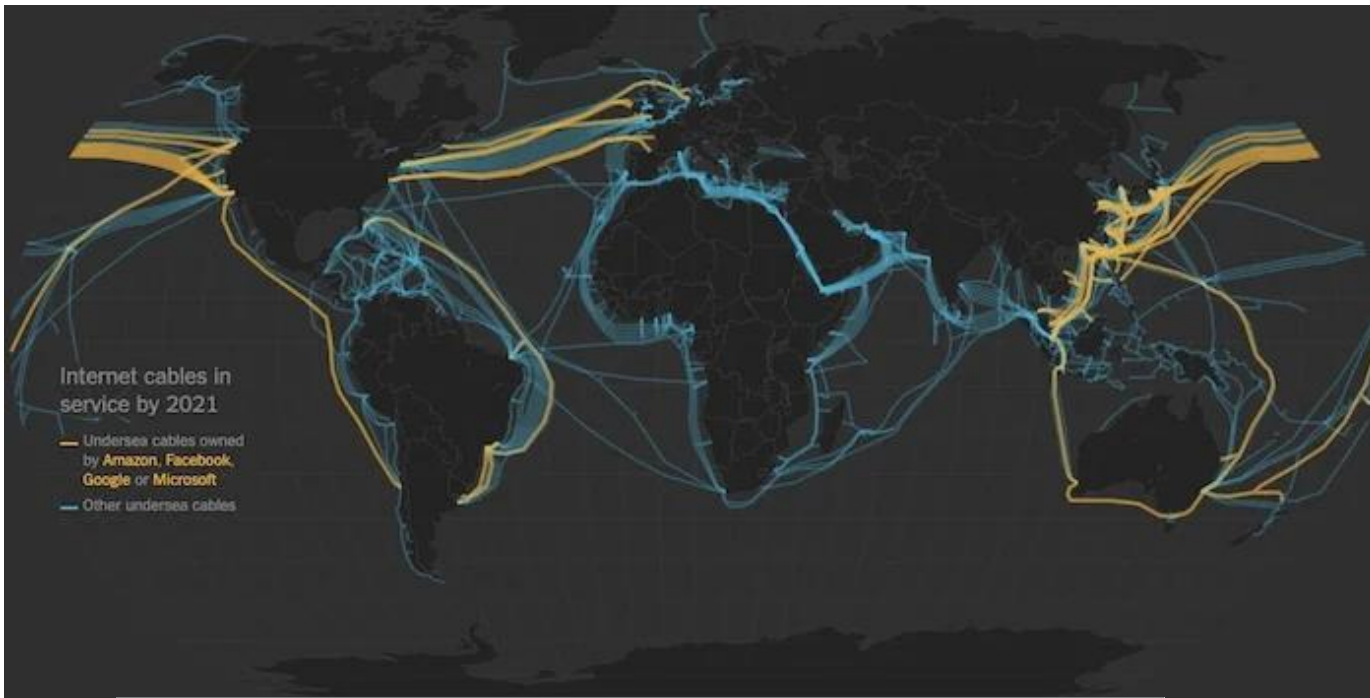 Internet cables in
service by 2021
Undersea cables owned
by Amazon, Facebook,
Google or Microsoft
Other undersea cables